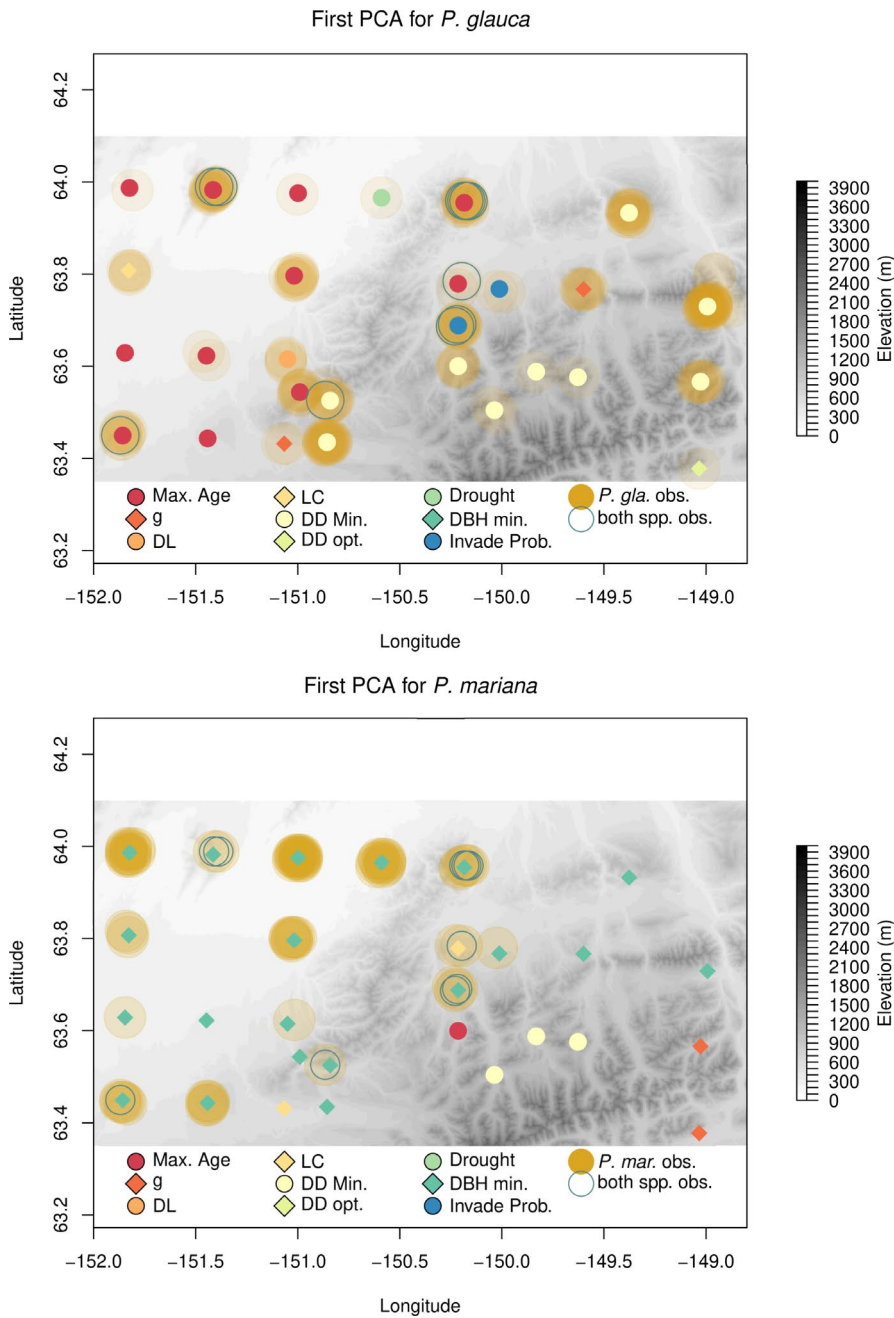 First PCA for P. glauca
64.2
64.0
63.8
63.6
63.4
63.2
Latitude
Max. Age
g
DL
LC
DD Min.
DD opt.
Drought
DBH min.
Invade Prob.
P. gla. obs.
both spp. obs.
−152.0 −151.5 −151.0 −150.5 −150.0 −149.5 −149.0
Longitude
3900
3600
3300
3000
2700
2400
2100
1800
1500
1200
900
600
300
0
Elevation (m)
First PCA for P. mariana
64.2
64.0
63.8
63.6
63.4
63.2
Latitude
Max. Age
g
DL
LC
DD Min.
DD opt.
Drought
DBH min.
Invade Prob.
P. mar. obs.
both spp. obs.
−152.0 −151.5 −151.0 −150.5 −150.0 −149.5 −149.0
Longitude
3900
3600
3300
3000
2700
2400
2100
1800
1500
1200
900
600
300
0
Elevation (m)